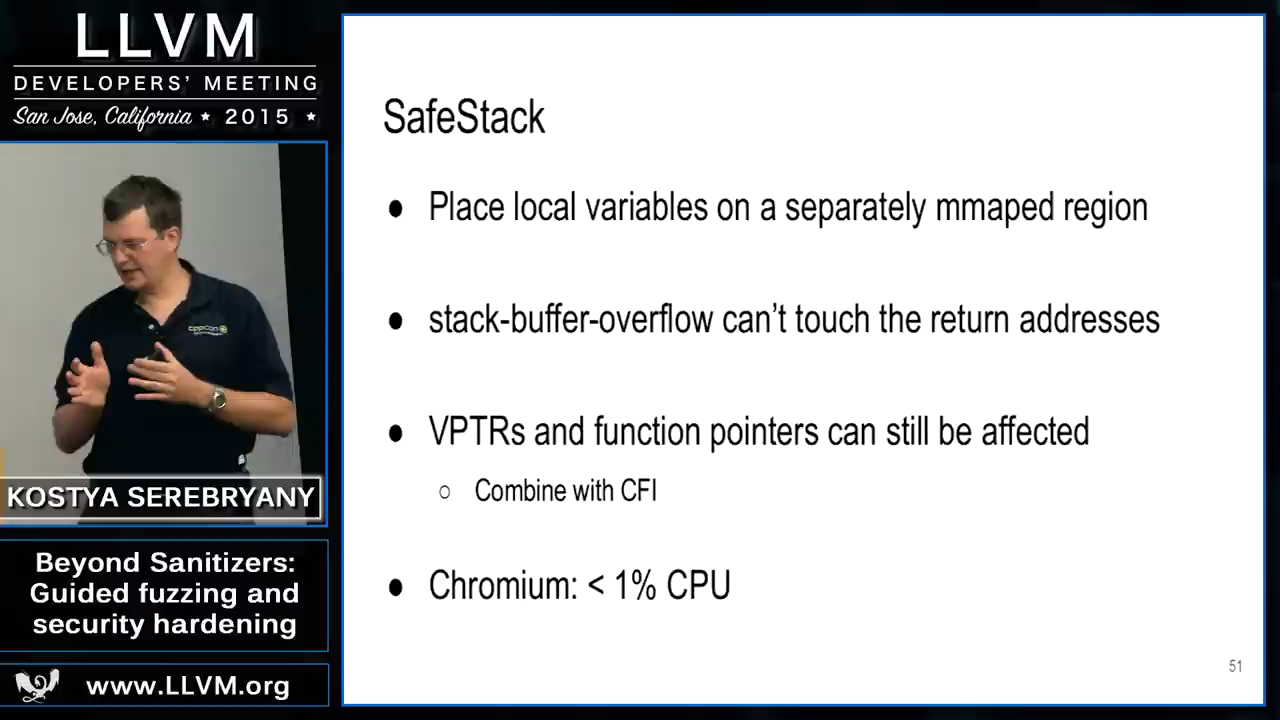 LLVM
DEVELOPERS' MEETING
San Jose, California ★ 2015 ★
cppcon
KOSTYA SEREBRYANY
Beyond Sanitizers:
Guided fuzzing and
security hardening
www.LLVM.org
SafeStack
● Place local variables on a separately mmaped region
● stack-buffer-overflow can’t touch the return addresses
● VPTRs and function pointers can still be affected
○ Combine with CFI
● Chromium: < 1% CPU
51